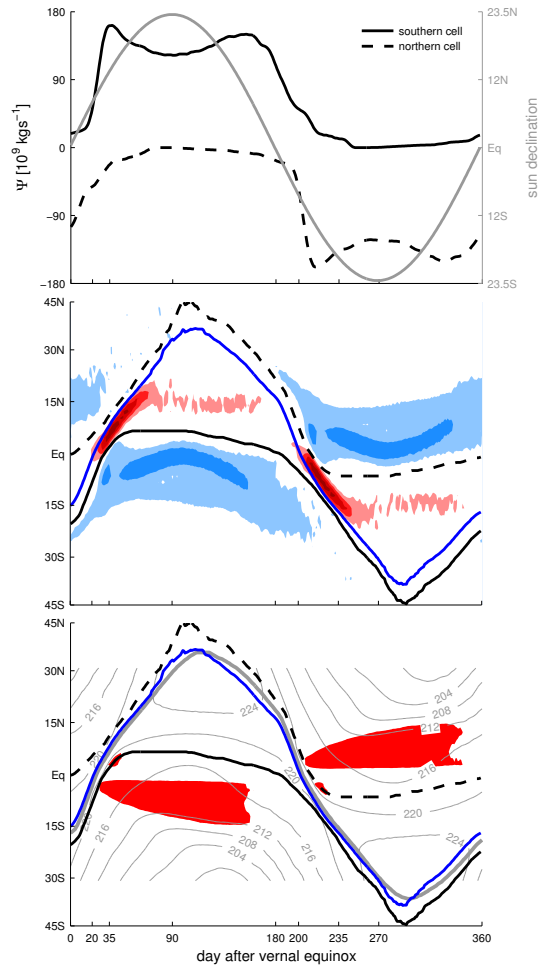 180
90
0
−90
−180
Ψ [10⁹ kgs⁻¹]
southern cell
northern cell
23.5N
12N
Eq
12S
23.5S
sun declination
45N
30N
15N
Eq
15S
30S
45S
45N
30N
15N
Eq
15S
30S
45S
216
220
220
216
224
212
208
204
216
220
204
208
212
216
220
224
0 20 35 90 180 200 235 270 360
day after vernal equinox